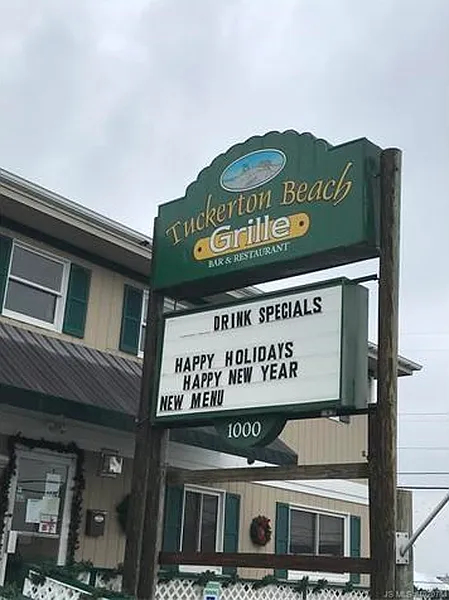 Tuckerton Beach
Grille
BAR & RESTAURANT
DRINK SPECIALS
HAPPY HOLIDAYS
HAPPY NEW YEAR
NEW MENU
1000